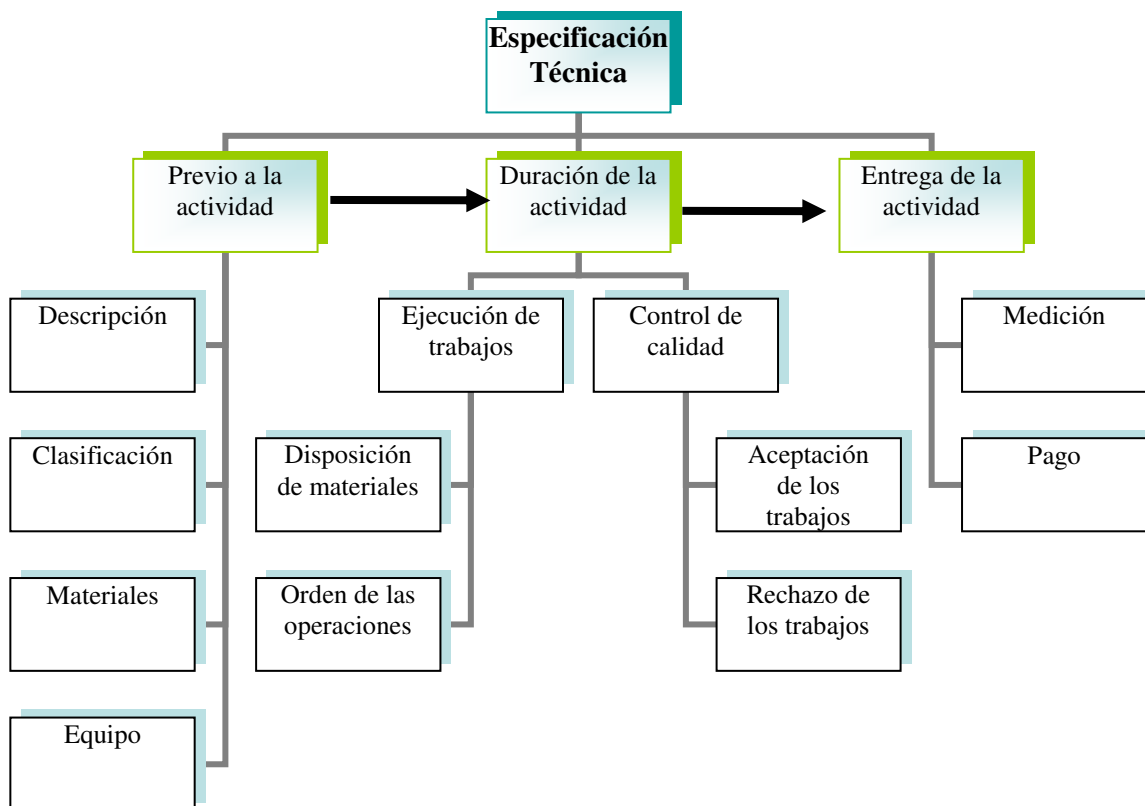 Especificación
Técnica
Previo a la
actividad
Duración de la
actividad
Entrega de la
actividad
Descripción
Ejecución de
trabajos
Control de
calidad
Medición
Clasificación
Disposición
de materiales
Aceptación
de los
trabajos
Pago
Materiales
Orden de las
operaciones
Rechazo de
los trabajos
Equipo